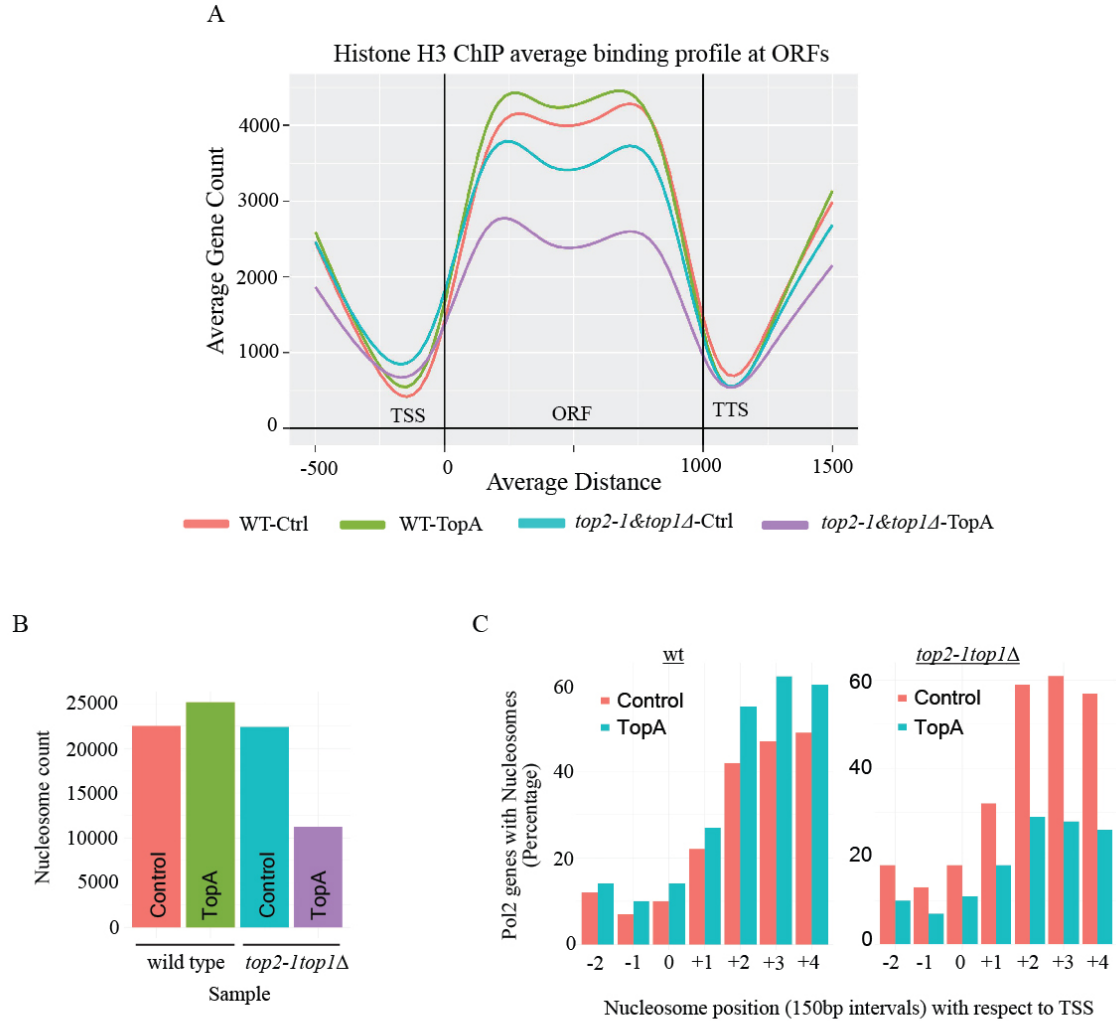 A
Histone H3 ChIP average binding profile at ORFs
Average Gene Count
4000
3000
2000
1000
0
TSS
ORF
TTS
-500
0
1000
1500
Average Distance
WT-Ctrl
WT-TopA
top2-1&top1Δ-Ctrl
top2-1&top1Δ-TopA
B
Nucleosome count
25000
20000
15000
10000
5000
0
Control
TopA
Control
TopA
wild type
top2-1top1Δ
Sample
C
Pol2 genes with Nucleosomes
(Percentage)
wt
60
40
20
0
Control
TopA
-2 -1 0 +1 +2 +3 +4
top2-1top1Δ
60
40
20
0
Control
TopA
-2 -1 0 +1 +2 +3 +4
Nucleosome position (150bp intervals) with respect to TSS